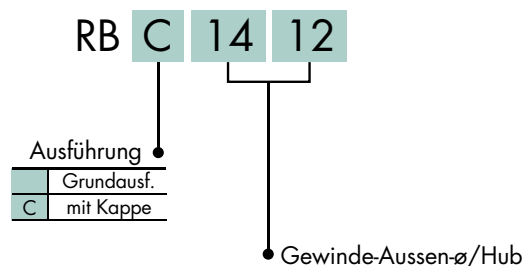 RB C 14 12
Ausführung
Grundausf.
C mit Kappe
Gewinde-Aussen-ø/Hub